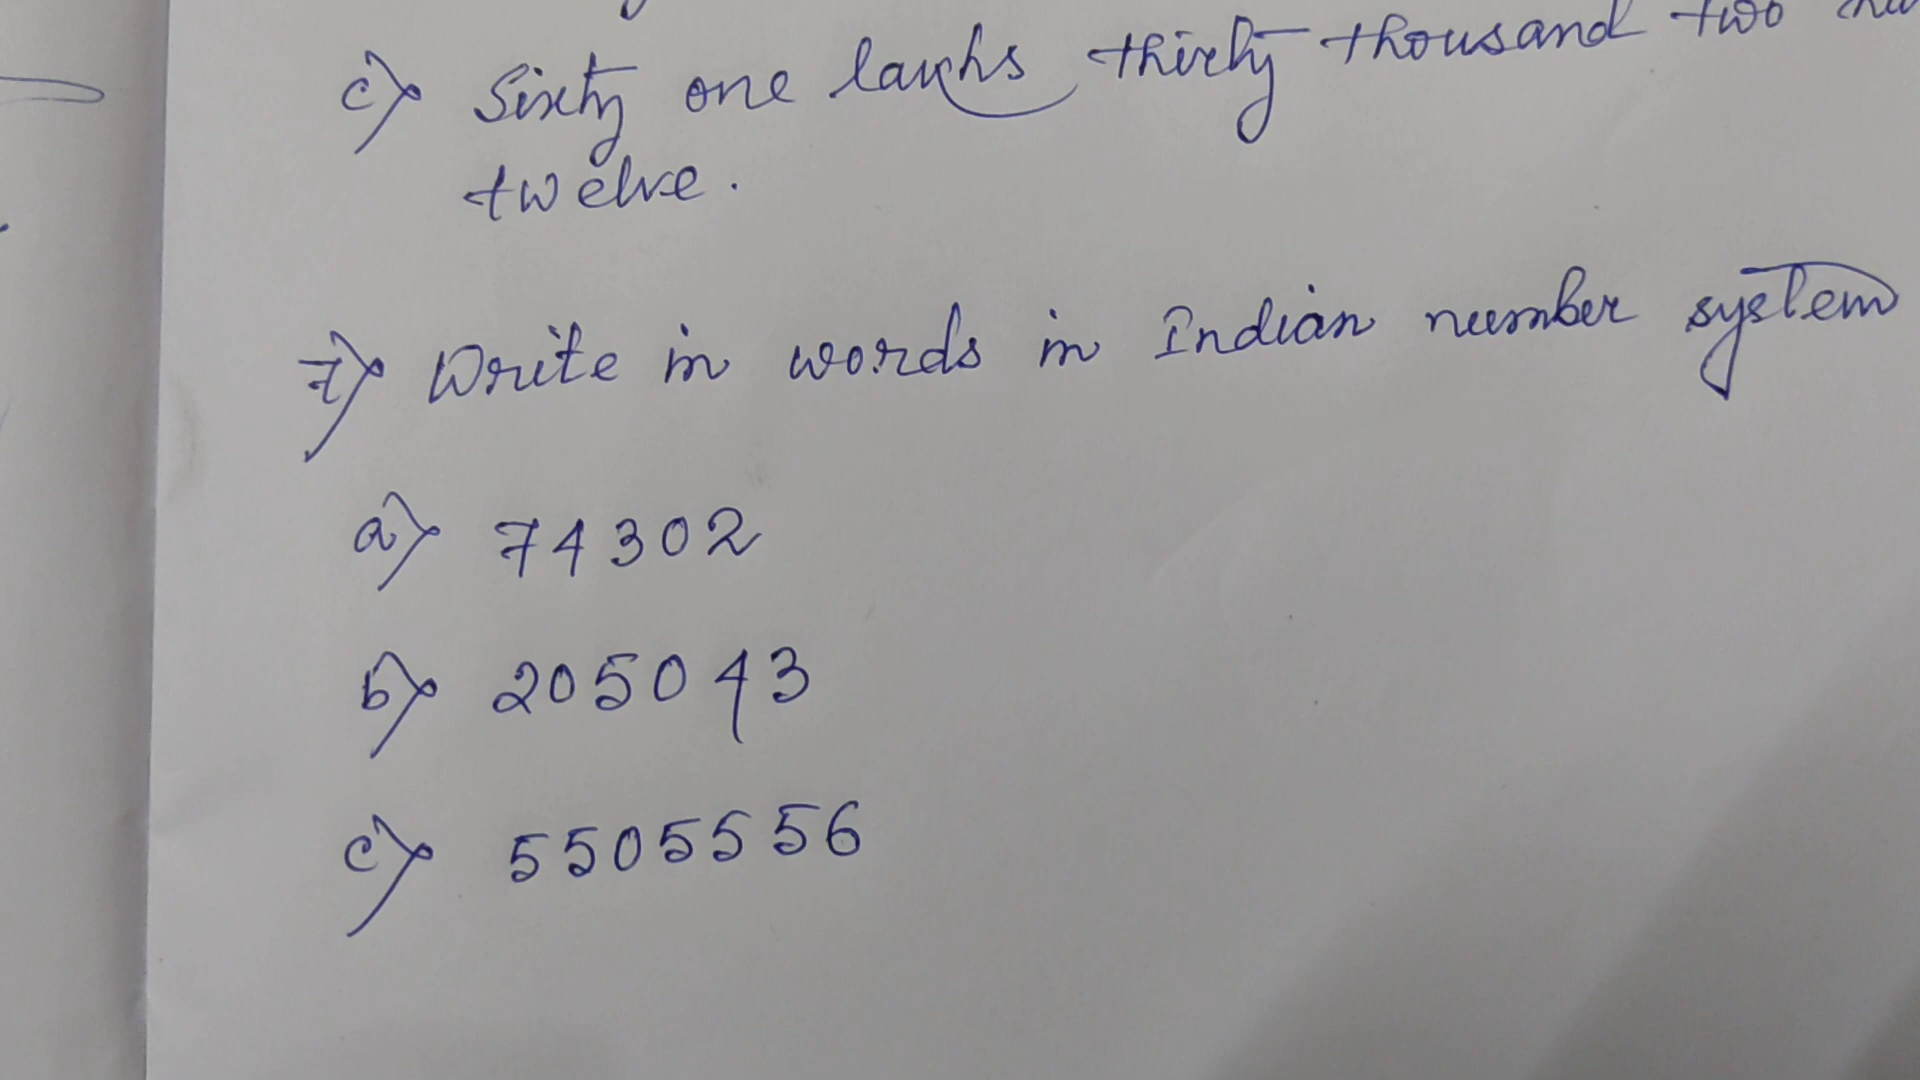 c) Sixty one lakhs thirty thousand two
twelve.
7) Write in words in Indian number system
a) 74302
b) 205043
c) 5505556